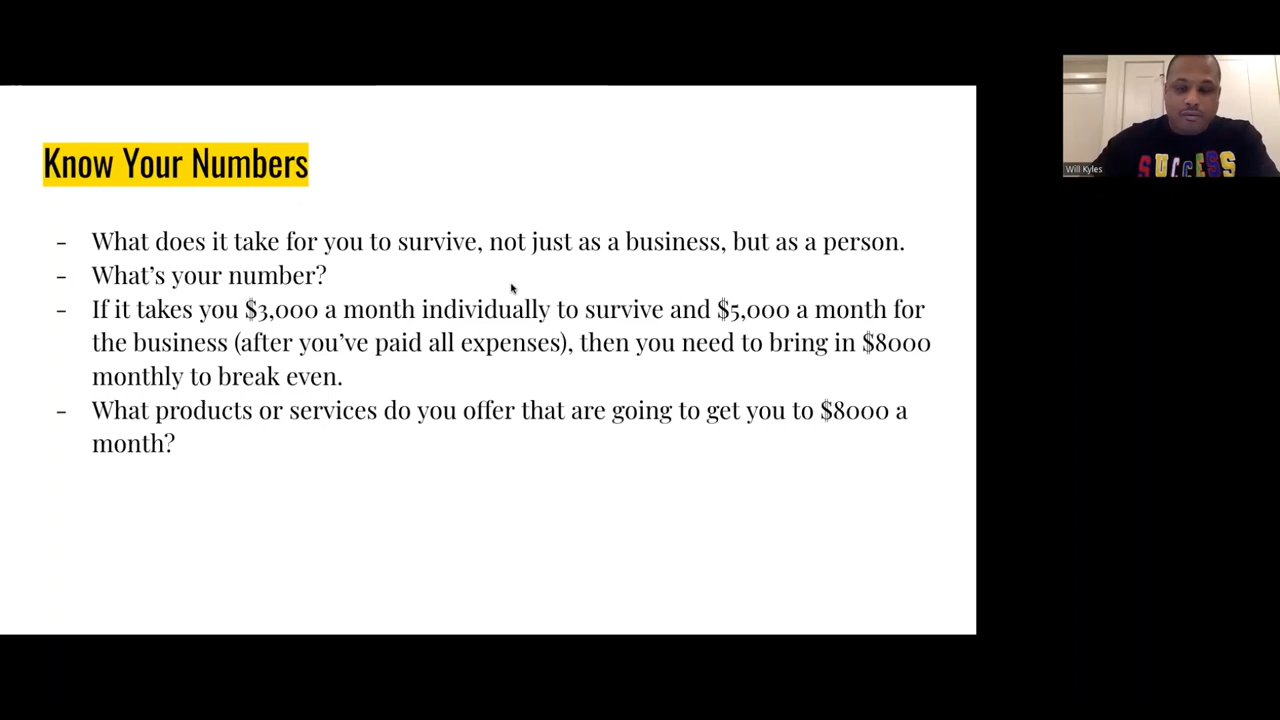 Know Your Numbers
- What does it take for you to survive, not just as a business, but as a person.
- What's your number?
- If it takes you $3,000 a month individually to survive and $5,000 a month for
the business (after you've paid all expenses), then you need to bring in $8000
monthly to break even.
- What products or services do you offer that are going to get you to $8000 a
month?
Will Kyles
SUCCESS